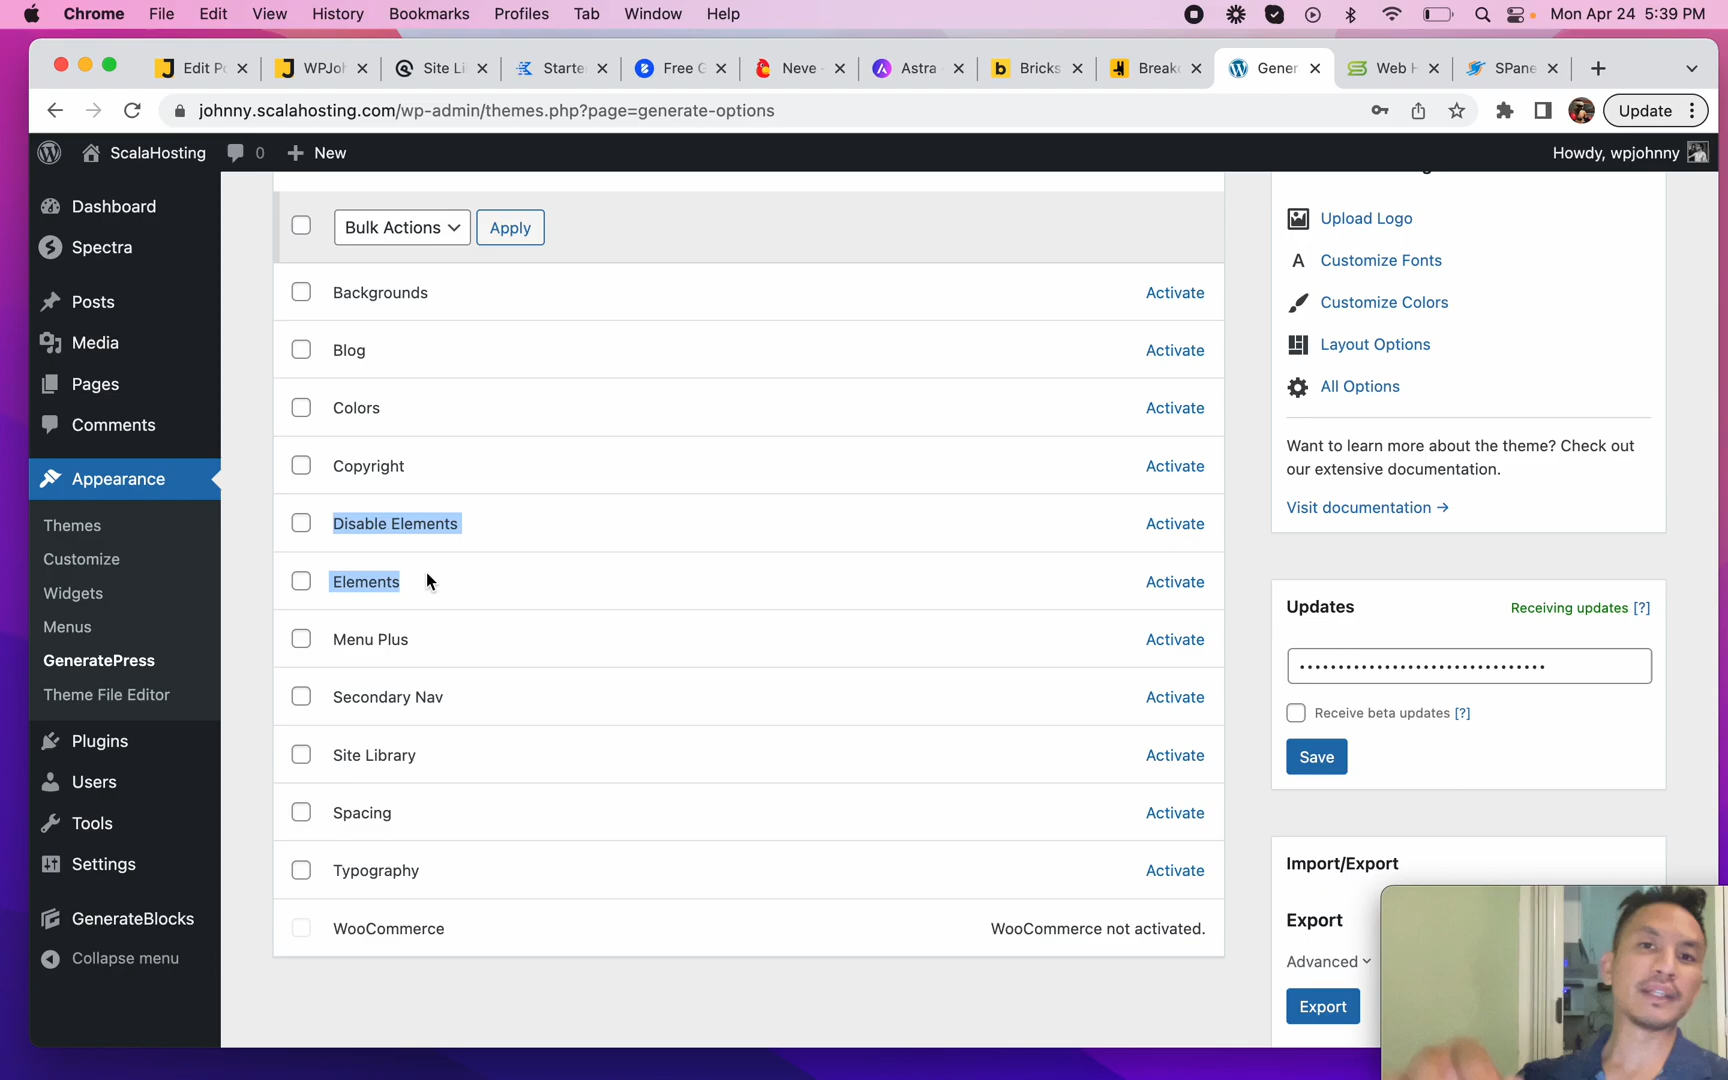 Chrome File Edit View History Bookmarks Profiles Tab Window Help Mon Apr 24 5:39 PM
Edit Po WPJoh Site Li Starte Free G Neve - Astra Bricks Break Gener Web H SPane
johnny.scalahosting.com/wp-admin/themes.php?page=generate-options Update
ScalaHosting 0 New Howdy, wpjohnny
Dashboard
Spectra
Posts
Media
Pages
Comments
Appearance
Themes
Customize
Widgets
Menus
GeneratePress
Theme File Editor
Plugins
Users
Tools
Settings
GenerateBlocks
Collapse menu
Bulk Actions Apply
Backgrounds Activate
Blog Activate
Colors Activate
Copyright Activate
Disable Elements Activate
Elements Activate
Menu Plus Activate
Secondary Nav Activate
Site Library Activate
Spacing Activate
Typography Activate
WooCommerce WooCommerce not activated.
Upload Logo
Customize Fonts
Customize Colors
Layout Options
All Options
Want to learn more about the theme? Check out
our extensive documentation.
Visit documentation →
Updates Receiving updates [?]
Receive beta updates [?]
Save
Import/Export
Export
Advanced
Export